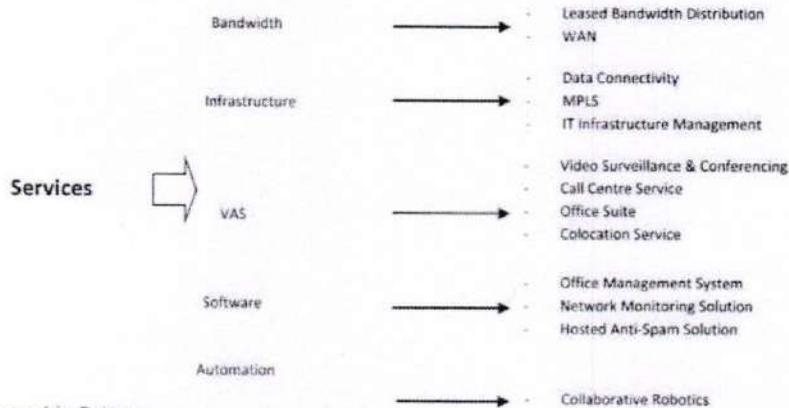 Bandwidth
- Leased Bandwidth Distribution
- WAN
Infrastructure
- Data Connectivity
- MPLS
- IT Infrastructure Management
Services
VAS
- Video Surveillance & Conferencing
- Call Centre Service
- Office Suite
- Colocation Service
Software
- Office Management System
- Network Monitoring Solution
- Hosted Anti-Spam Solution
Automation
- Collaborative Robotics